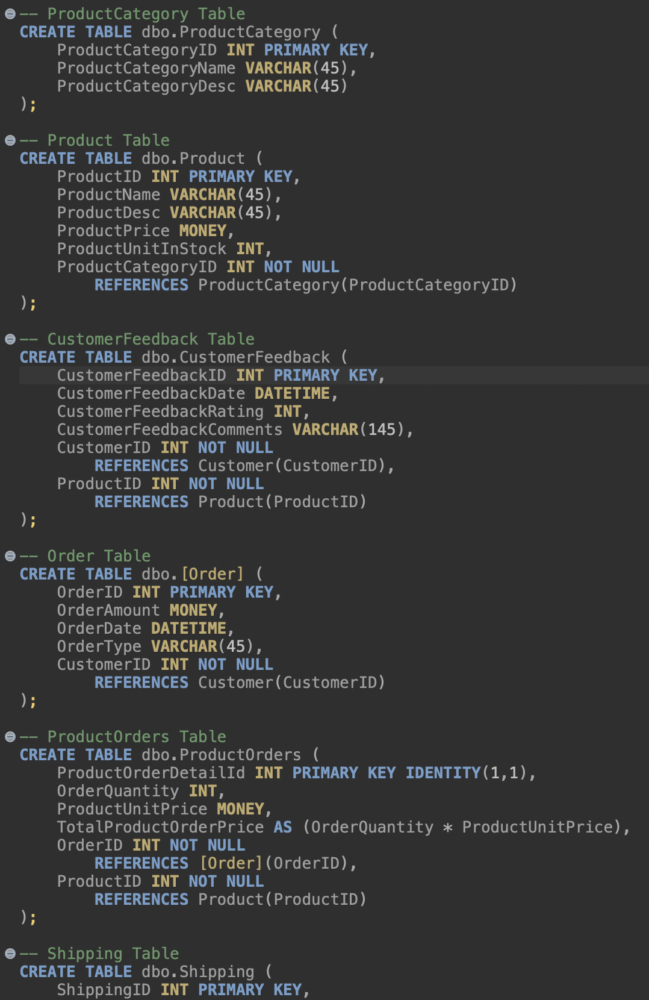 -- ProductCategory Table
CREATE TABLE dbo.ProductCategory (
    ProductCategoryID INT PRIMARY KEY,
    ProductCategoryName VARCHAR(45),
    ProductCategoryDesc VARCHAR(45)
);

-- Product Table
CREATE TABLE dbo.Product (
    ProductID INT PRIMARY KEY,
    ProductName VARCHAR(45),
    ProductDesc VARCHAR(45),
    ProductPrice MONEY,
    ProductUnitInStock INT,
    ProductCategoryID INT NOT NULL
        REFERENCES ProductCategory(ProductCategoryID)
);

-- CustomerFeedback Table
CREATE TABLE dbo.CustomerFeedback (
    CustomerFeedbackID INT PRIMARY KEY,
    CustomerFeedbackDate DATETIME,
    CustomerFeedbackRating INT,
    CustomerFeedbackComments VARCHAR(145),
    CustomerID INT NOT NULL
        REFERENCES Customer(CustomerID),
    ProductID INT NOT NULL
        REFERENCES Product(ProductID)
);

-- Order Table
CREATE TABLE dbo.[Order] (
    OrderID INT PRIMARY KEY,
    OrderAmount MONEY,
    OrderDate DATETIME,
    OrderType VARCHAR(45),
    CustomerID INT NOT NULL
        REFERENCES Customer(CustomerID)
);

-- ProductOrders Table
CREATE TABLE dbo.ProductOrders (
    ProductOrderDetailId INT PRIMARY KEY IDENTITY(1,1),
    OrderQuantity INT,
    ProductUnitPrice MONEY,
    TotalProductOrderPrice AS (OrderQuantity * ProductUnitPrice),
    OrderID INT NOT NULL
        REFERENCES [Order](OrderID),
    ProductID INT NOT NULL
        REFERENCES Product(ProductID)
);

-- Shipping Table
CREATE TABLE dbo.Shipping (
    ShippingID INT PRIMARY KEY,